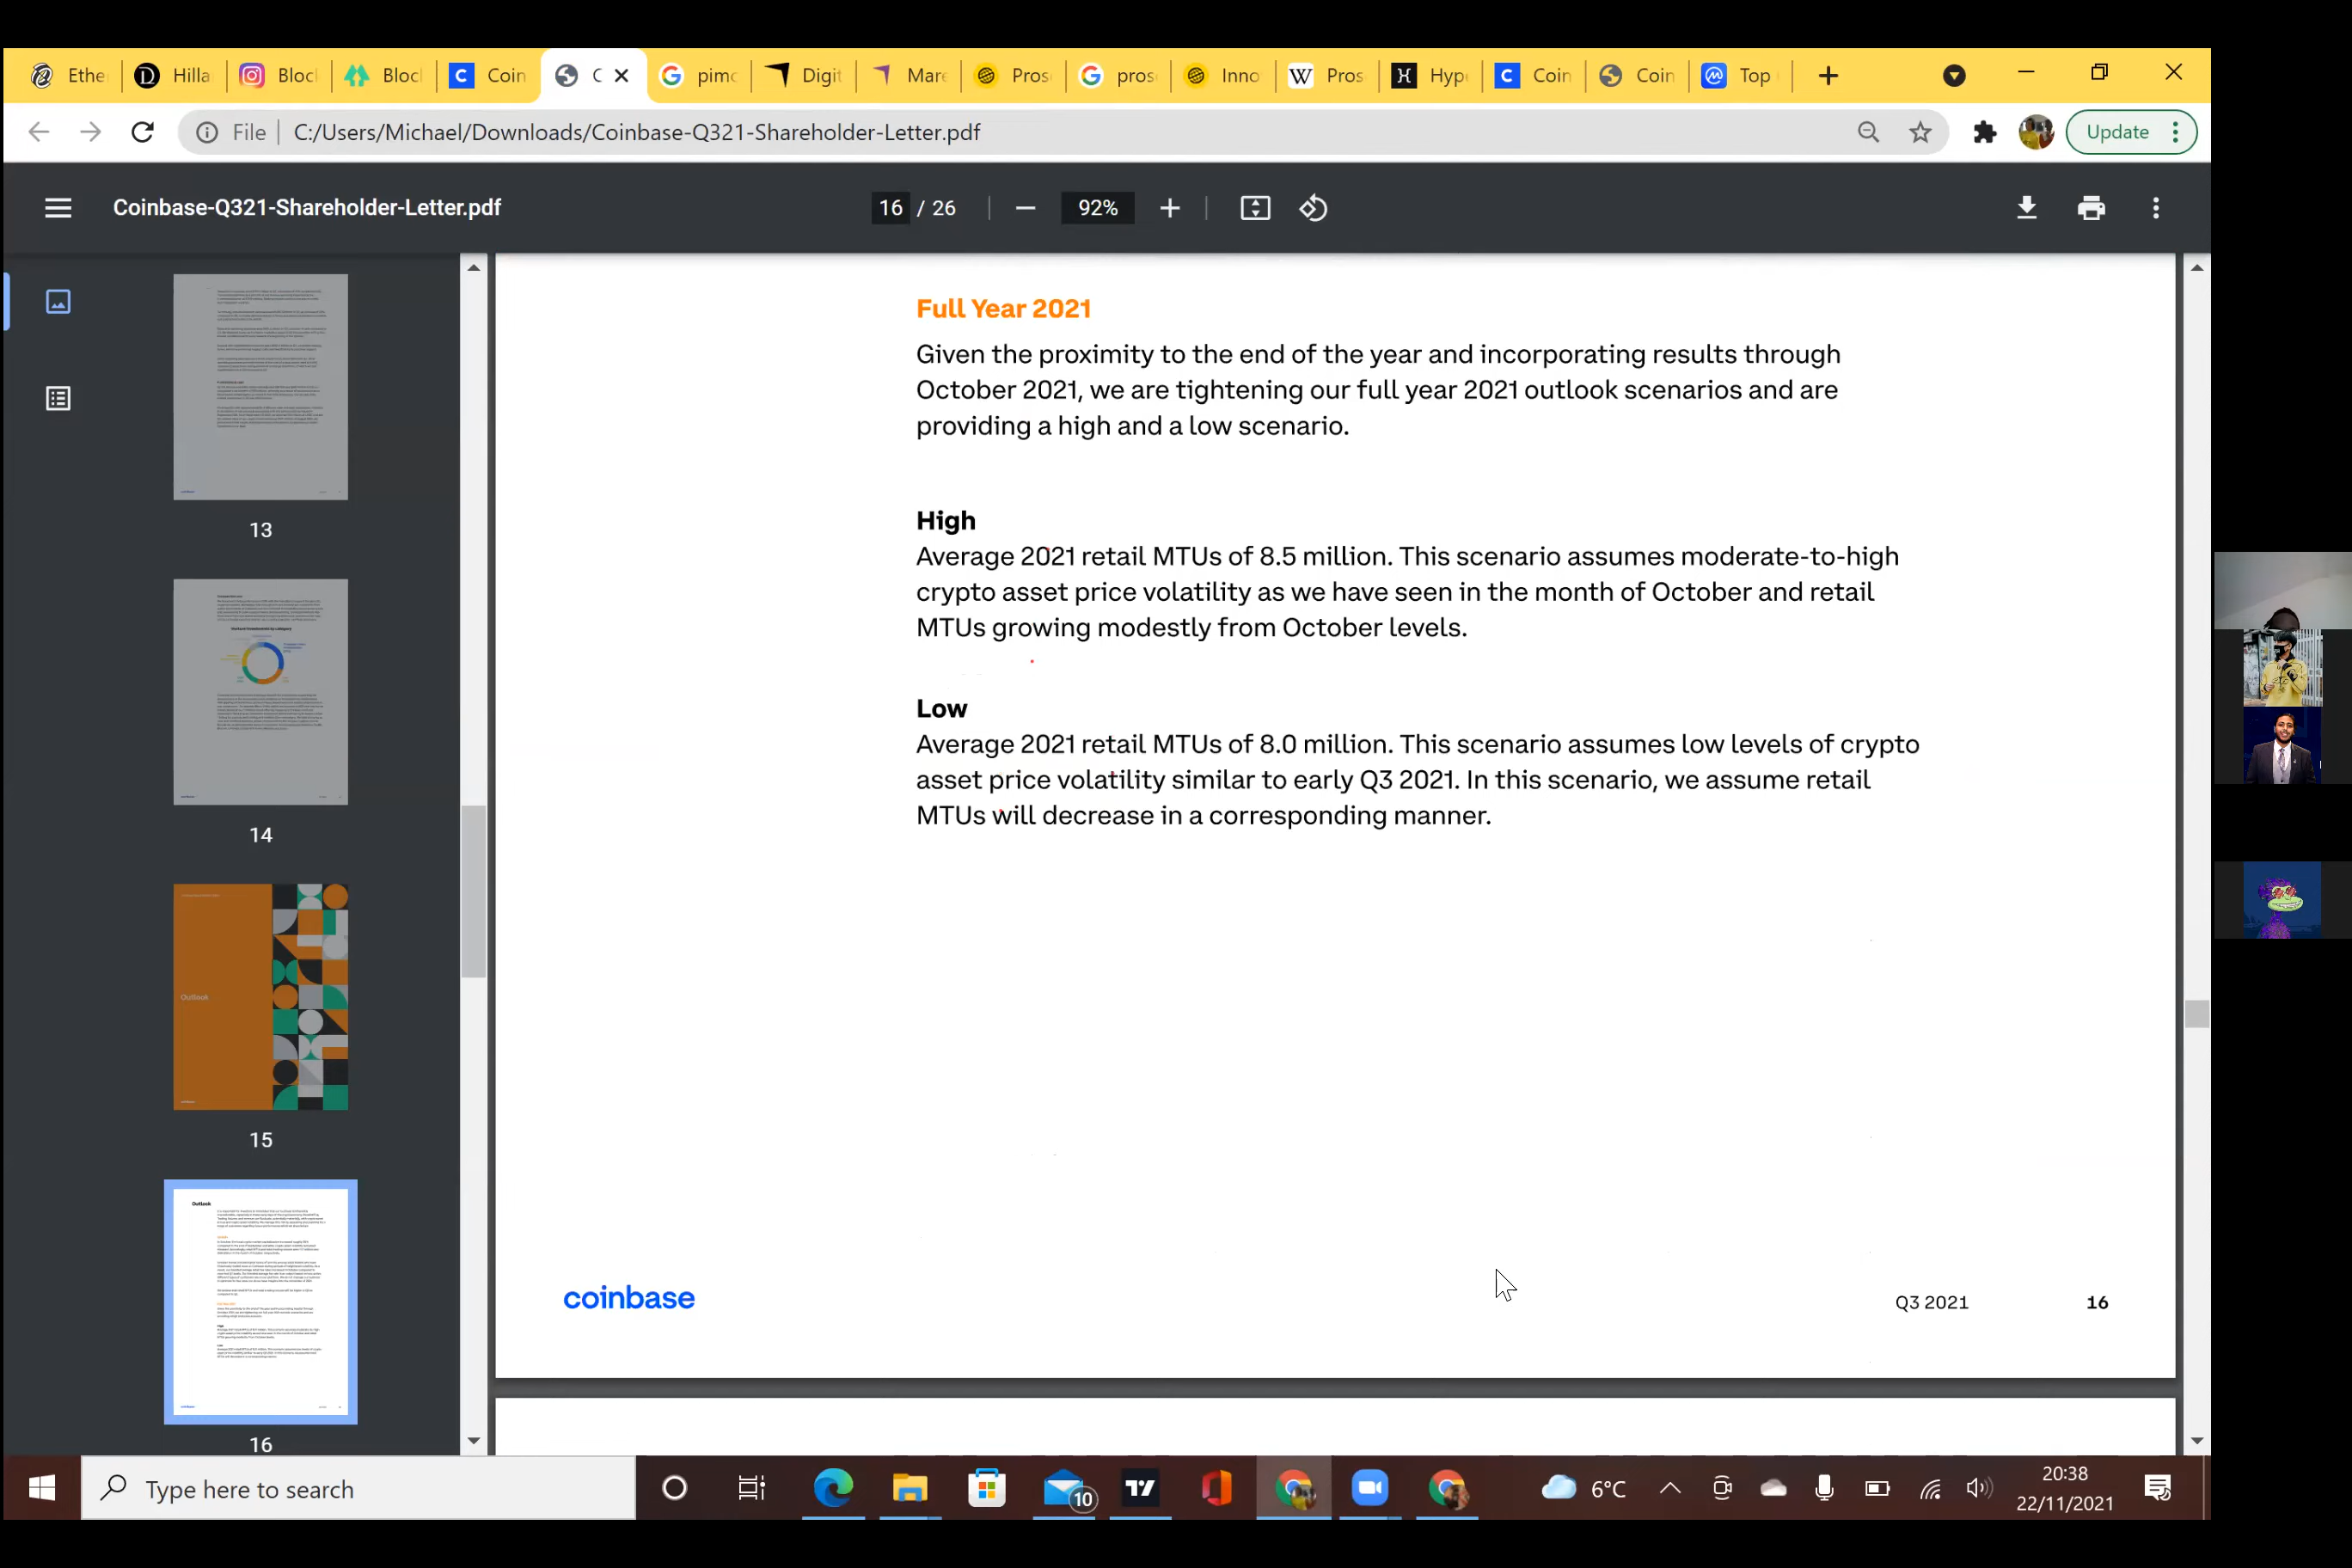 Ethe
Hilla
Bloc
Bloc
Coin
C
pimc
Digit
Mare
Pros
pros
Inno
Pros
Hyp
Coin
Coin
Top
File
C:/Users/Michael/Downloads/Coinbase-Q321-Shareholder-Letter.pdf
Update
Coinbase-Q321-Shareholder-Letter.pdf
16 / 26
92%
13
14
Outlook
15
Outlook
16
Full Year 2021
Given the proximity to the end of the year and incorporating results through
October 2021, we are tightening our full year 2021 outlook scenarios and are
providing a high and a low scenario.
High
Average 2021 retail MTUs of 8.5 million. This scenario assumes moderate-to-high
crypto asset price volatility as we have seen in the month of October and retail
MTUs growing modestly from October levels.
Low
Average 2021 retail MTUs of 8.0 million. This scenario assumes low levels of crypto
asset price volatility similar to early Q3 2021. In this scenario, we assume retail
MTUs will decrease in a corresponding manner.
coinbase
Q3 2021
16
Type here to search
10
6°C
20:38
22/11/2021